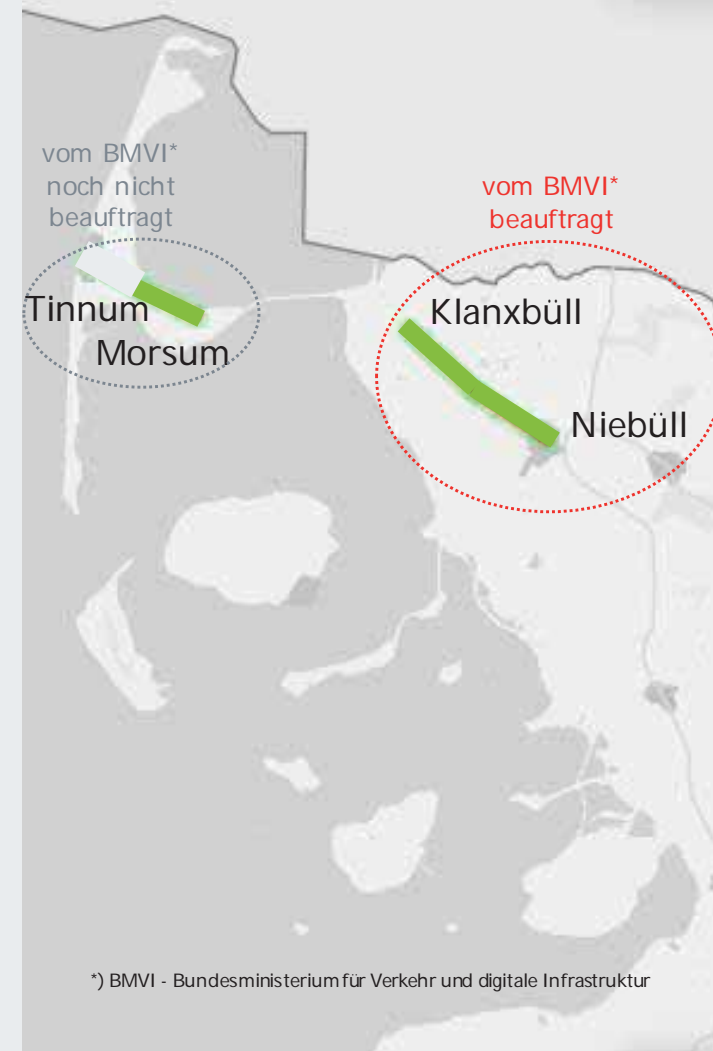 vom BMVI*
noch nicht
beauftragt
vom BMVI*
beauftragt
Tinnum
Morsum
Klanxbüll
Niebüll
*) BMVI - Bundesministerium für Verkehr und digitale Infrastruktur